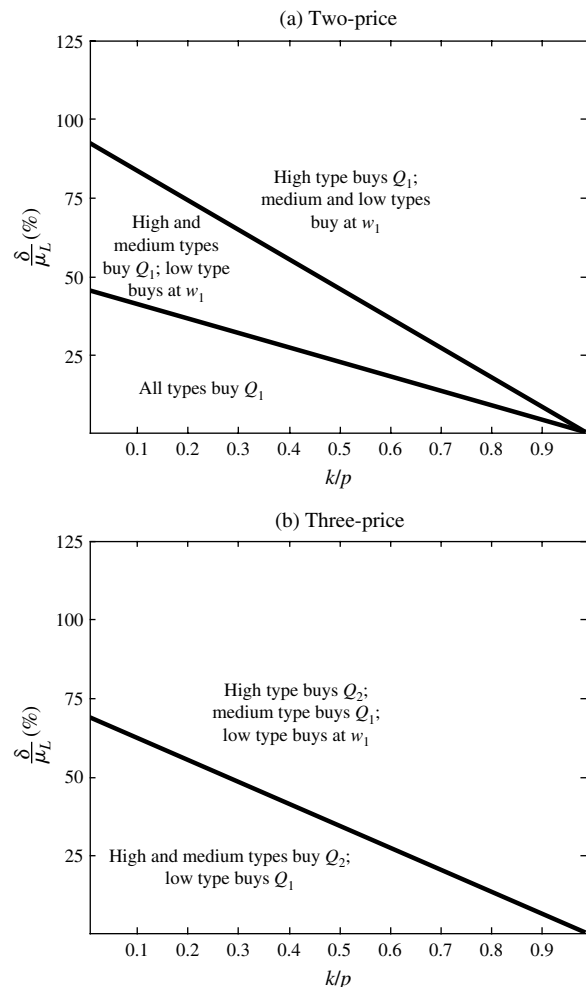 (a) Two-price
125
100
75
50
25
δ/μL (%)
High type buys Q1;
medium and low types
buy at w1
High and
medium types
buy Q1; low type
buys at w1
All types buy Q1
0.1 0.2 0.3 0.4 0.5 0.6 0.7 0.8 0.9
k/p
(b) Three-price
125
100
75
50
25
δ/μL (%)
High type buys Q2;
medium type buys Q1;
low type buys at w1
High and medium types buy Q2;
low type buys Q1
0.1 0.2 0.3 0.4 0.5 0.6 0.7 0.8 0.9
k/p